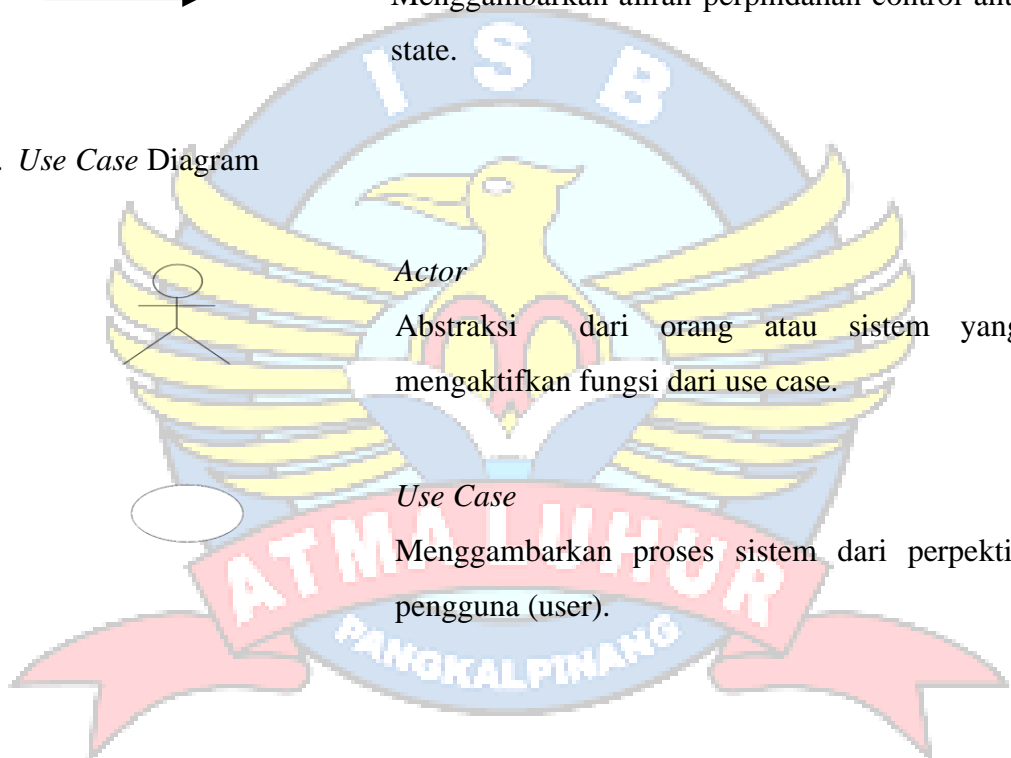 Menggambarkan aliran perpindahan control
state.
. Use Case Diagram
Actor
Abstraksi dari orang atau sistem yang
mengaktifkan fungsi dari use case.
Use Case
Menggambarkan proses sistem dari perpekti
pengguna (user).
ISB
ATMA LUHUR
PANGKALPINANG